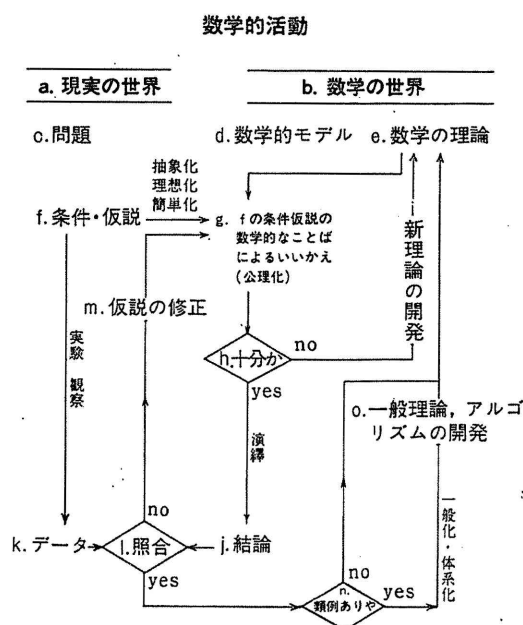 数学的活動
a. 現実の世界
b. 数学の世界
c.問題
d.数学的モデル
e.数学の理論
抽象化
理想化
簡単化
f.条件・仮説
g. fの条件仮説の
数学的なことば
によるいいかえ
(公理化)
i 新理論の開発
m.仮説の修正
h.十分か
no
yes
実験 観察
演繹
o.一般理論,アルゴ
リズムの開発
一般化・体系化
no
k.データ
l.照合
j.結論
yes
no
n.
類例ありや
yes